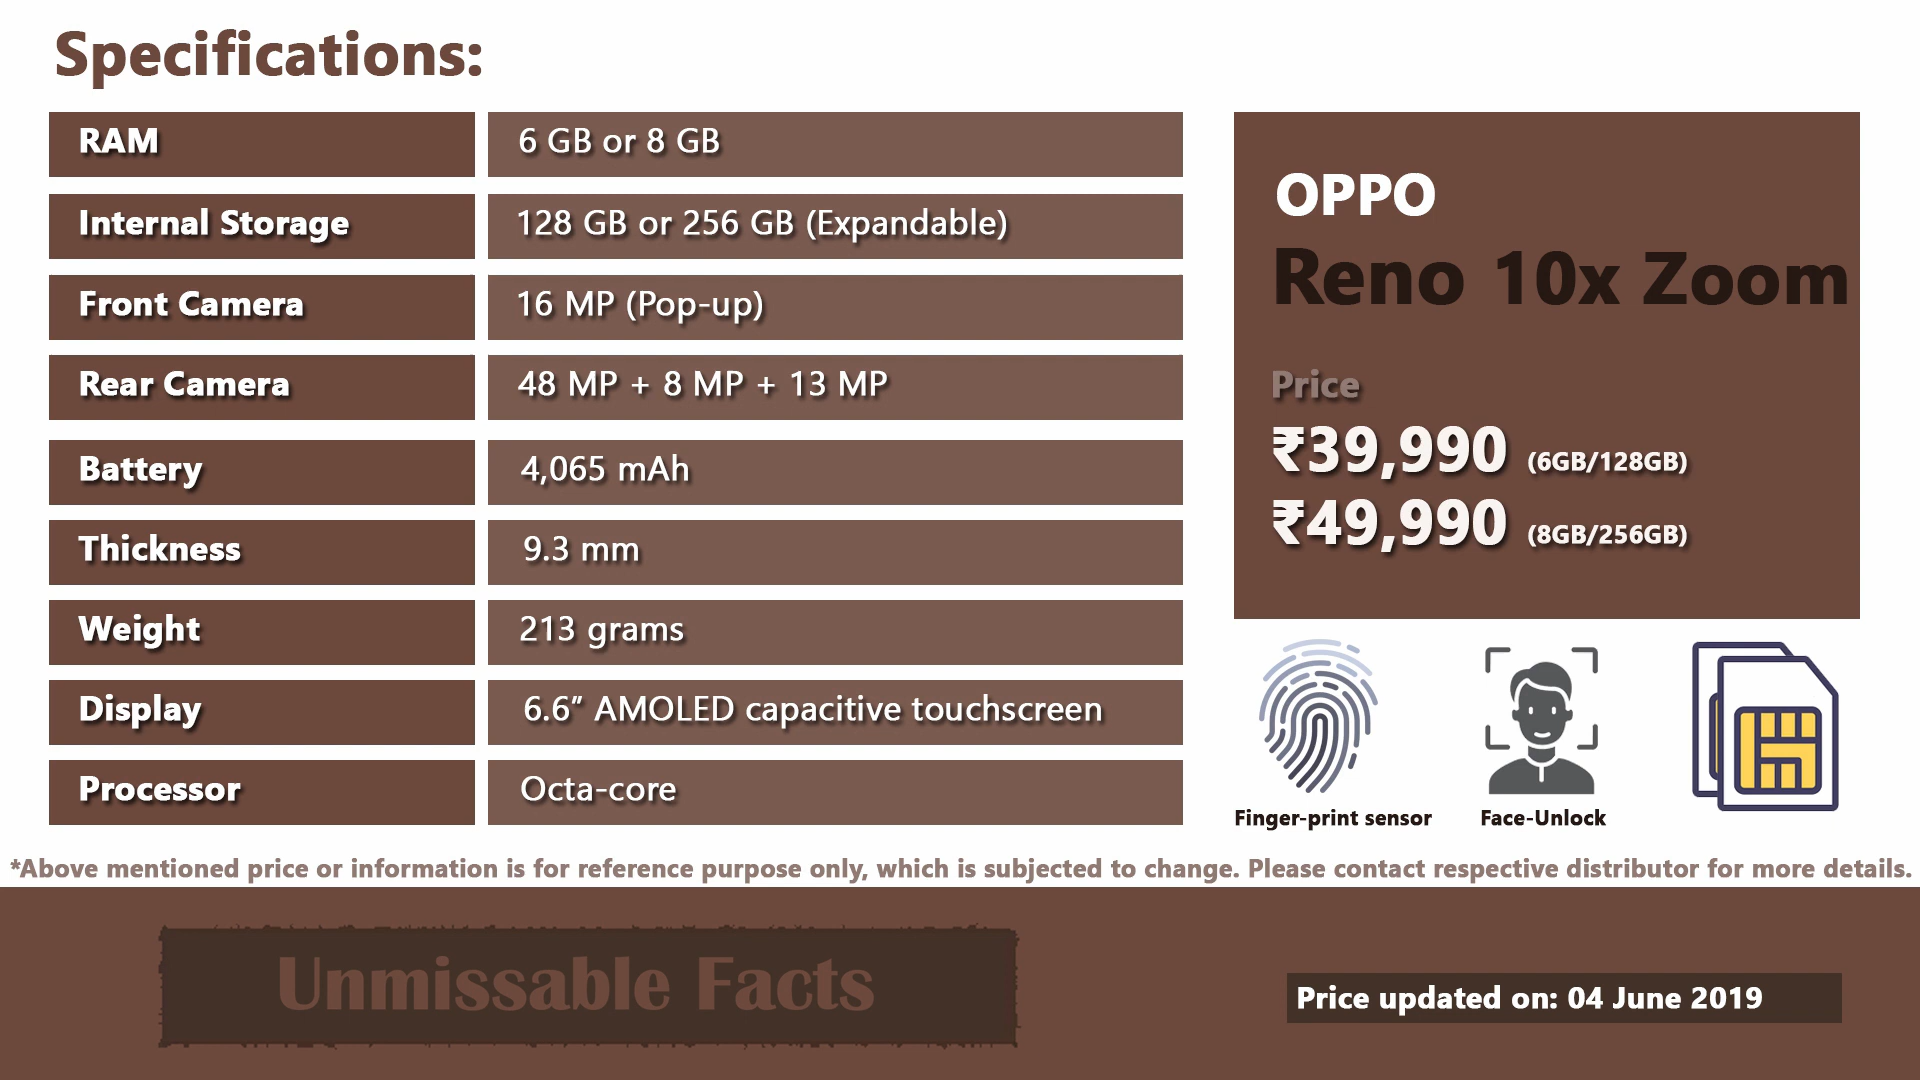 Specifications:
RAM 6 GB or 8 GB
Internal Storage 128 GB or 256 GB (Expandable)
Front Camera 16 MP (Pop-up)
Rear Camera 48 MP + 8 MP + 13 MP
Battery 4,065 mAh
Thickness 9.3 mm
Weight 213 grams
Display 6.6” AMOLED capacitive touchscreen
Processor Octa-core
OPPO
Reno 10x Zoom
Price
₹39,990 (6GB/128GB)
₹49,990 (8GB/256GB)
Finger-print sensor Face-Unlock
*Above mentioned price or information is for reference purpose only, which is subjected to change. Please contact respective distributor for more details.
Unmissable Facts
Price updated on: 04 June 2019